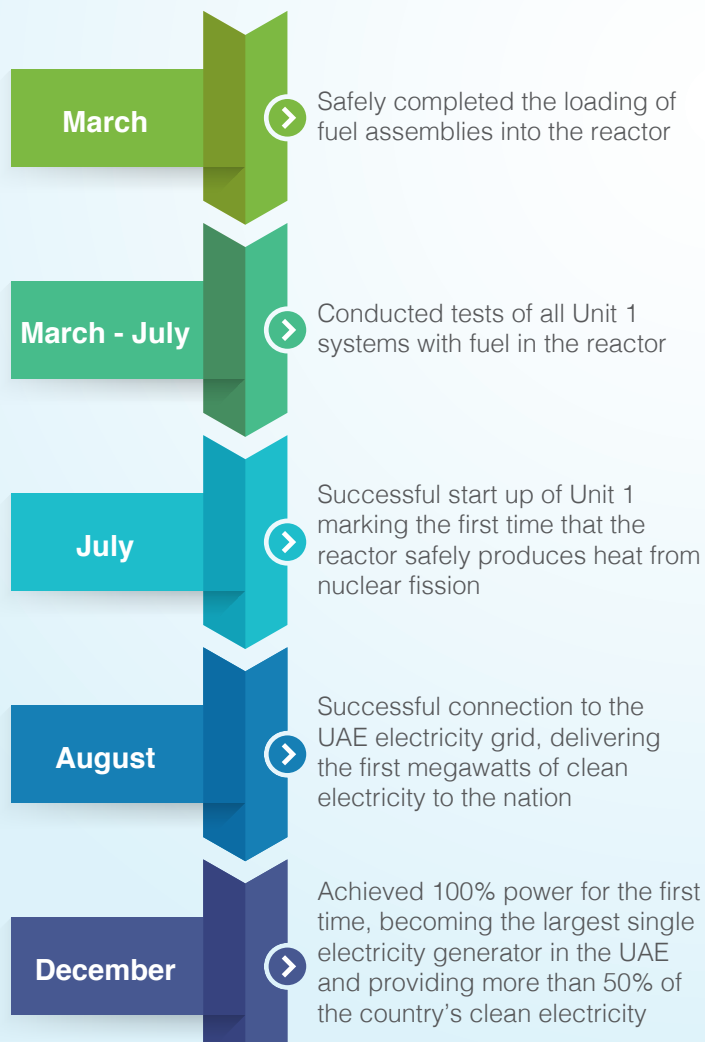 March
Safely completed the loading of
fuel assemblies into the reactor
March - July
Conducted tests of all Unit 1
systems with fuel in the reactor
July
Successful start up of Unit 1
marking the first time that the
reactor safely produces heat from
nuclear fission
August
Successful connection to the
UAE electricity grid, delivering
the first megawatts of clean
electricity to the nation
December
Achieved 100% power for the first
time, becoming the largest single
electricity generator in the UAE
and providing more than 50% of
the country’s clean electricity